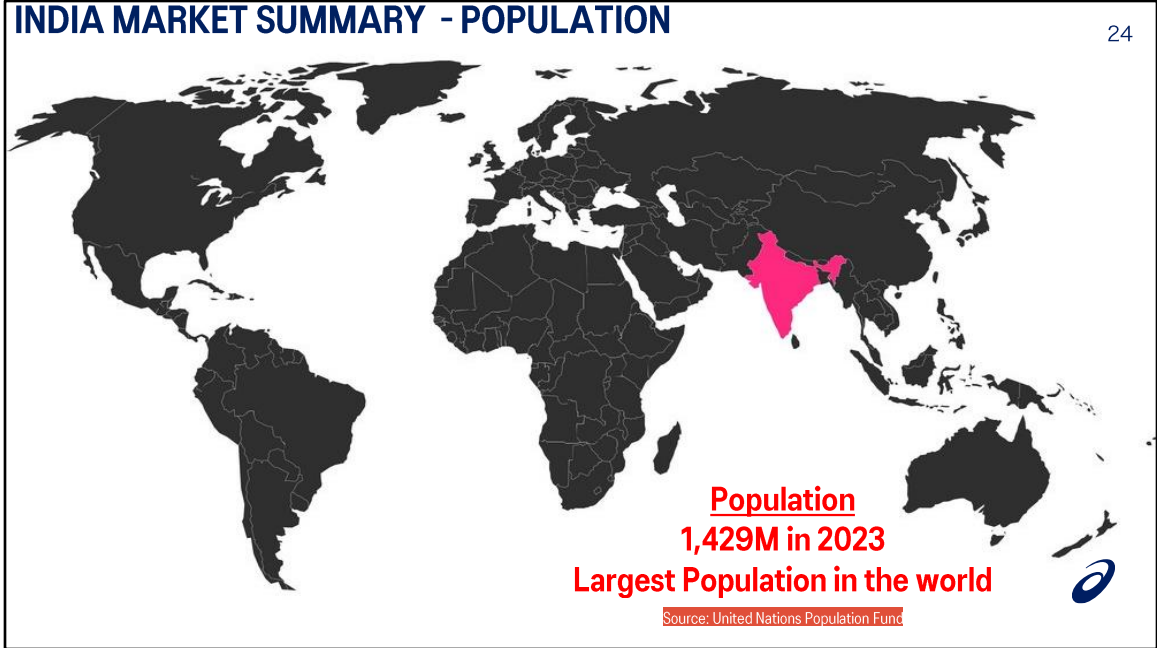 INDIA MARKET SUMMARY - POPULATION
24
Population
1,429M in 2023
Largest Population in the world
Source: United Nations Population Fund